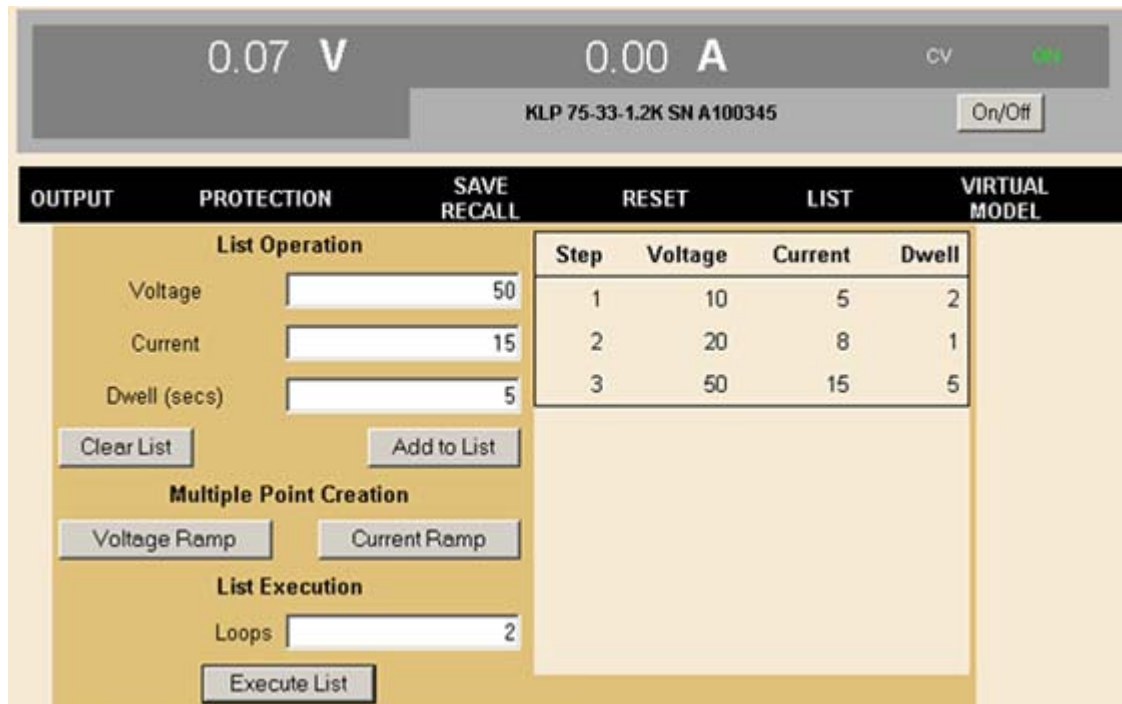 0.07 V 0.00 A CV ON
KLP 75-33-1.2K SN A100345 On/Off
OUTPUT PROTECTION SAVE RECALL RESET LIST VIRTUAL MODEL
List Operation
Voltage 50
Current 15
Dwell (secs) 5
Clear List Add to List
Multiple Point Creation
Voltage Ramp Current Ramp
List Execution
Loops 2
Execute List
Step Voltage Current Dwell
1 10 5 2
2 20 8 1
3 50 15 5